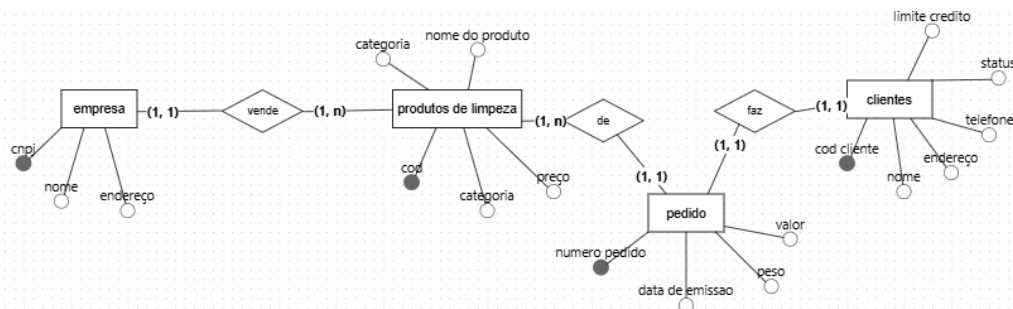 limite credito
nome do produto
categoria
status
empresa
(1, 1)
vende
(1, n)
produtos de limpeza
(1, n)
de
faz
(1, 1)
clientes
telefone
cnpj
nome
endereço
cod
categoria
preço
(1, 1)
(1, 1)
cod cliente
nome
endereço
pedido
numero pedido
data de emissao
peso
valor